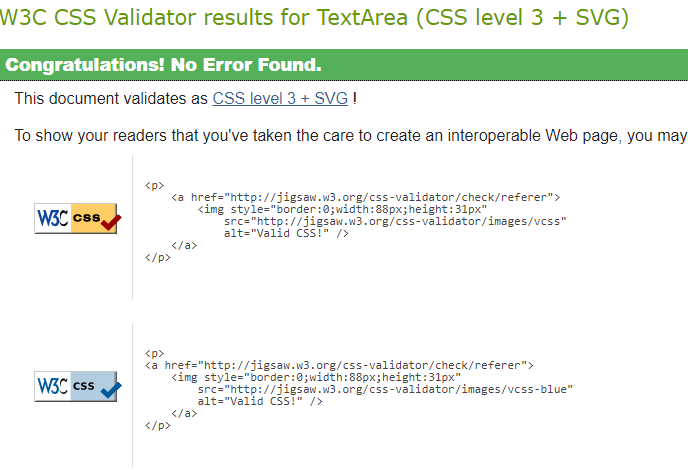 W3C CSS Validator results for TextArea (CSS level 3 + SVG)
Congratulations! No Error Found.
This document validates as CSS level 3 + SVG !
To show your readers that you've taken the care to create an interoperable Web page, you may
W3C css
<p>
    <a href="http://jigsaw.w3.org/css-validator/check/referer">
        <img style="border:0;width:88px;height:31px"
            src="http://jigsaw.w3.org/css-validator/images/vcss"
            alt="Valid CSS!" />
    </a>
</p>
W3C css
<p>
<a href="http://jigsaw.w3.org/css-validator/check/referer">
    <img style="border:0;width:88px;height:31px"
        src="http://jigsaw.w3.org/css-validator/images/vcss-blue"
        alt="Valid CSS!" />
    </a>
</p>